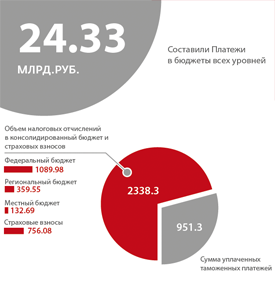 24.33
МЛРД.РУБ.
Составили Платежи
в бюджеты всех уровней
Объем налоговых отчислений
в консолидированный бюджет и
страховых взносов
Федеральный бюджет
1089.98
Региональный бюджет
359.55
Местный бюджет
132.69
Страховые взносы
756.08
2338.3
951.3
Сумма уплаченных
таможенных платежей